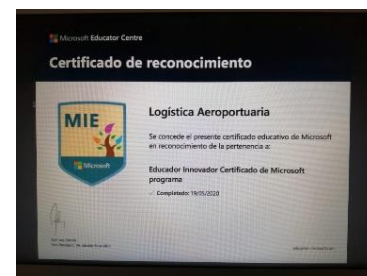 Microsoft Educator Centre
Certificado de reconocimiento
MIE
Microsoft
Logística Aeroportuaria
Se concede el presente certificado educativo de Microsoft
en reconocimiento de la pertenencia a:
Educador Innovador Certificado de Microsoft
programa
Completado: 19/05/2020